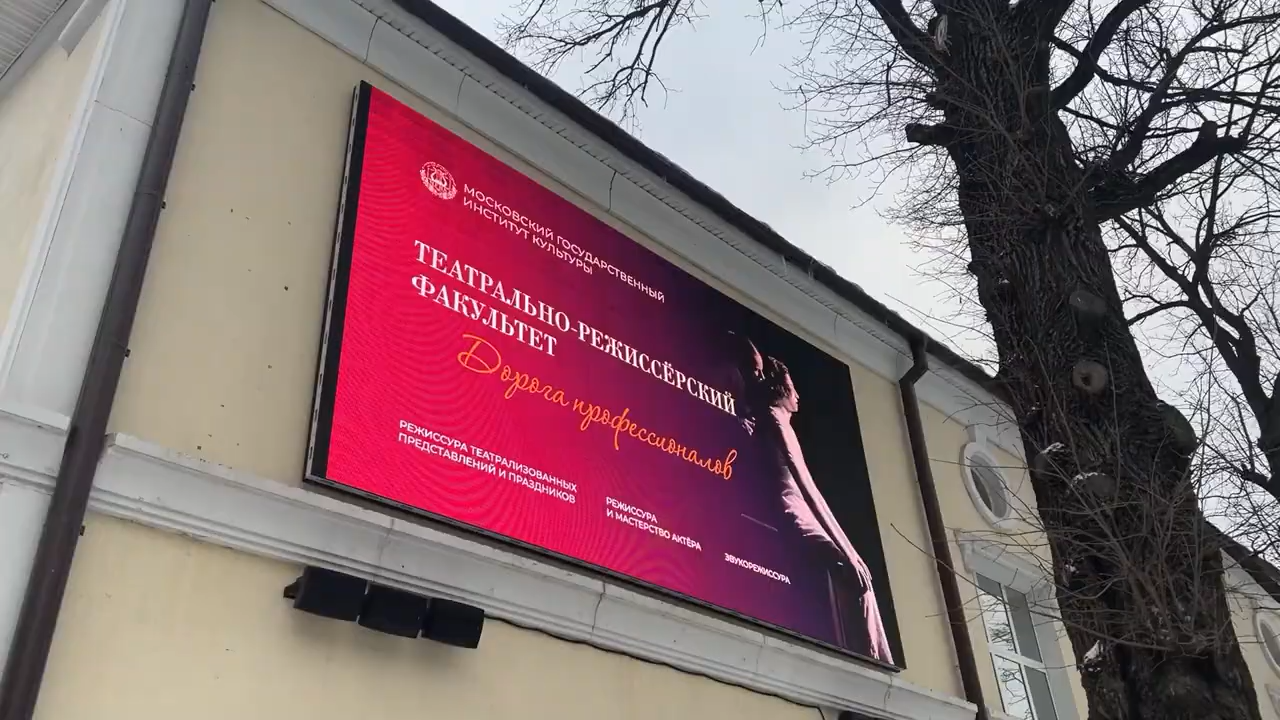 МОСКОВСКИЙ ГОСУДАРСТВЕННЫЙ
ИНСТИТУТ КУЛЬТУРЫ
ТЕАТРАЛЬНО-РЕЖИССЁРСКИЙ
ФАКУЛЬТЕТ
Дорога профессионалов
РЕЖИССУРА ТЕАТРАЛИЗОВАННЫХ
ПРЕДСТАВЛЕНИЙ И ПРАЗДНИКОВ
РЕЖИССУРА
И МАСТЕРСТВО АКТЁРА
ЗВУКОРЕЖИССУРА